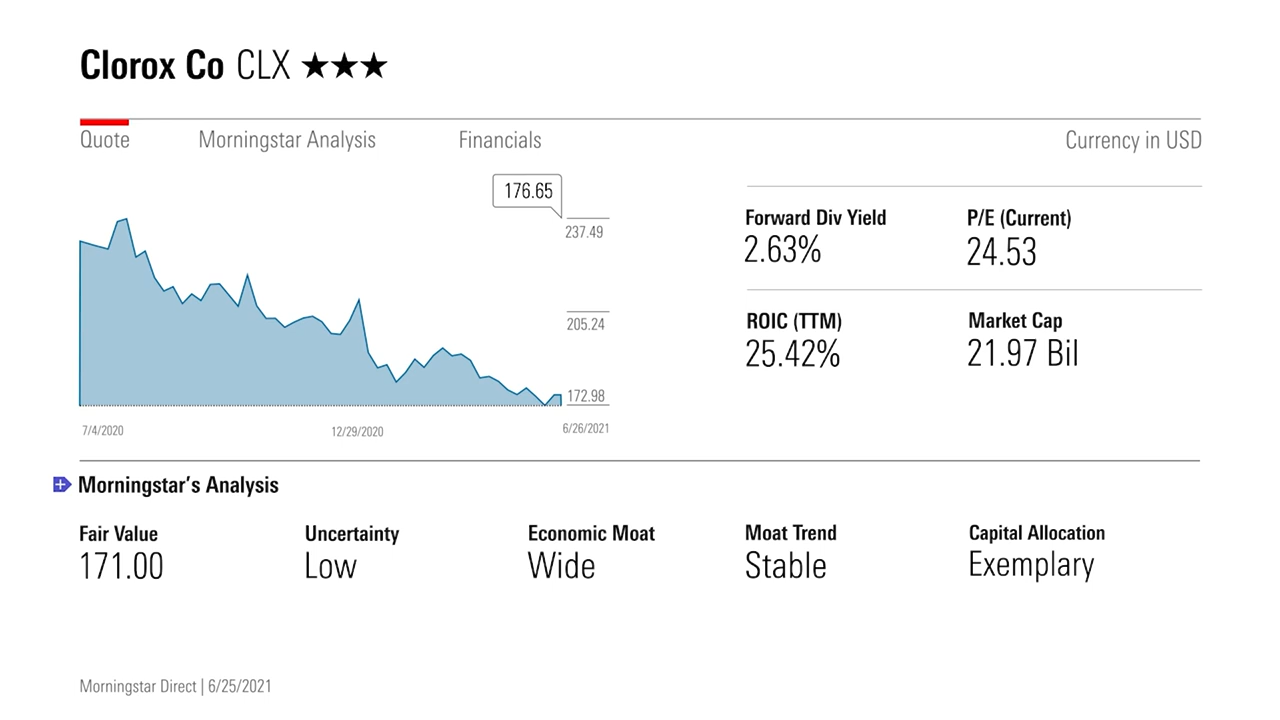 Clorox Co CLX ★★★
Quote Morningstar Analysis Financials Currency in USD
176.65
237.49
205.24
172.98
7/4/2020 12/29/2020 6/26/2021
Forward Div Yield P/E (Current)
2.63% 24.53
ROIC (TTM) Market Cap
25.42% 21.97 Bil
Morningstar’s Analysis
Fair Value Uncertainty Economic Moat Moat Trend Capital Allocation
171.00 Low Wide Stable Exemplary
Morningstar Direct | 6/25/2021